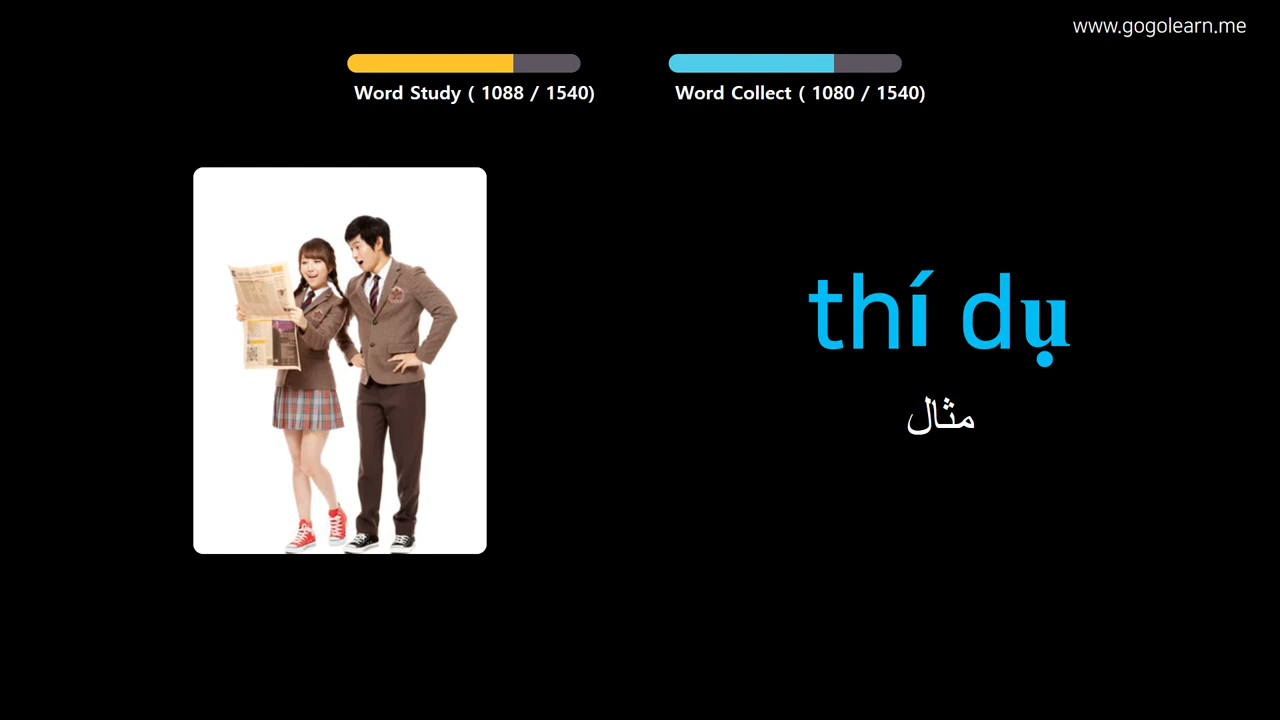 www.gogolearn.me
Word Study ( 1088 / 1540)
Word Collect ( 1080 / 1540)
thí dụ
مثال